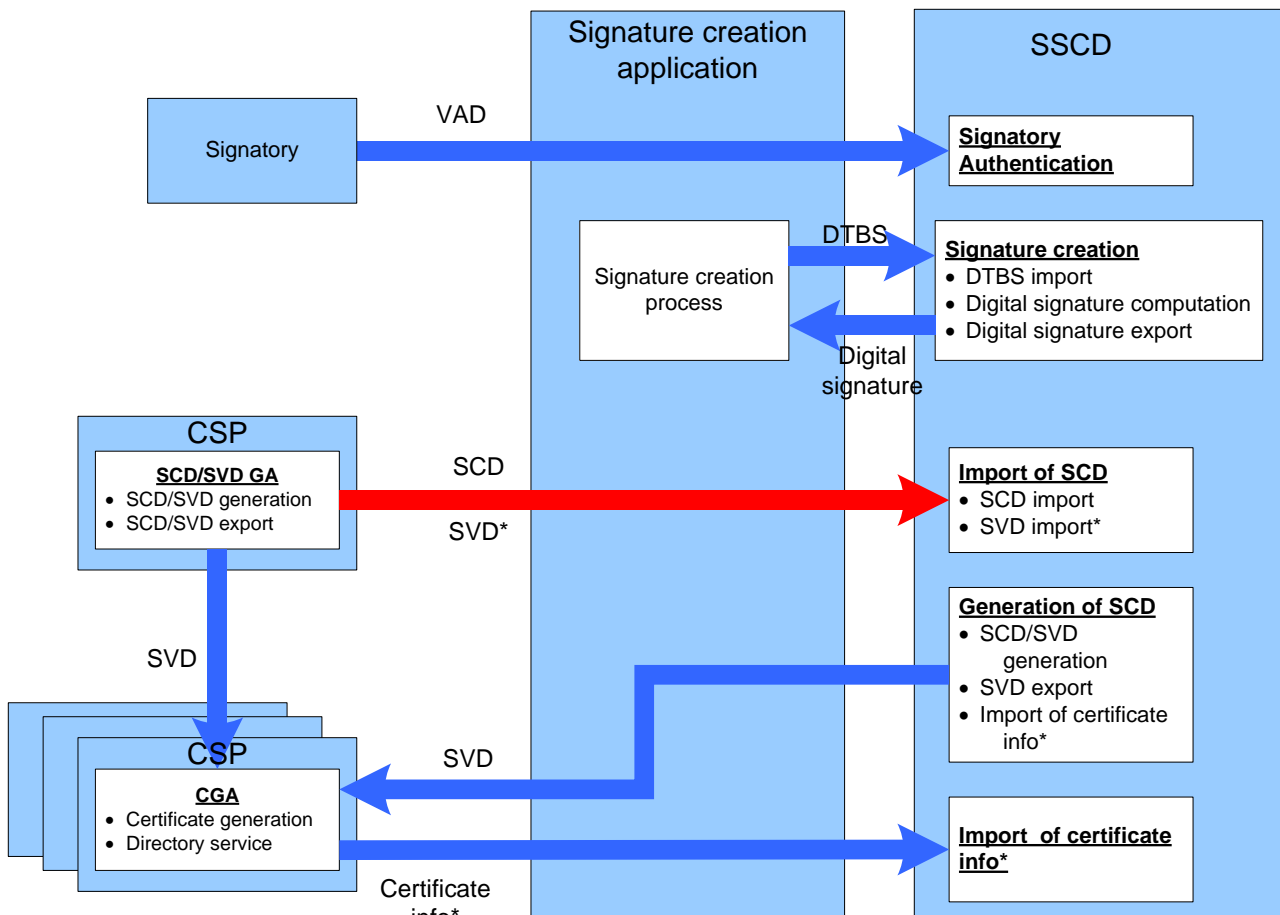 Signature creation
application
SSCD
VAD
Signatory
Signatory
Authentication
DTBS
Signature creation
process
Signature creation
• DTBS import
• Digital signature computation
• Digital signature export
Digital
signature
CSP
SCD/SVD GA
• SCD/SVD generation
• SCD/SVD export
SCD
SVD*
Import of SCD
• SCD import
• SVD import*
Generation of SCD
• SCD/SVD
generation
• SVD export
• Import of certificate
info*
SVD
SVD
CSP
CGA
• Certificate generation
• Directory service
Import of certificate
info*
Certificate
info*